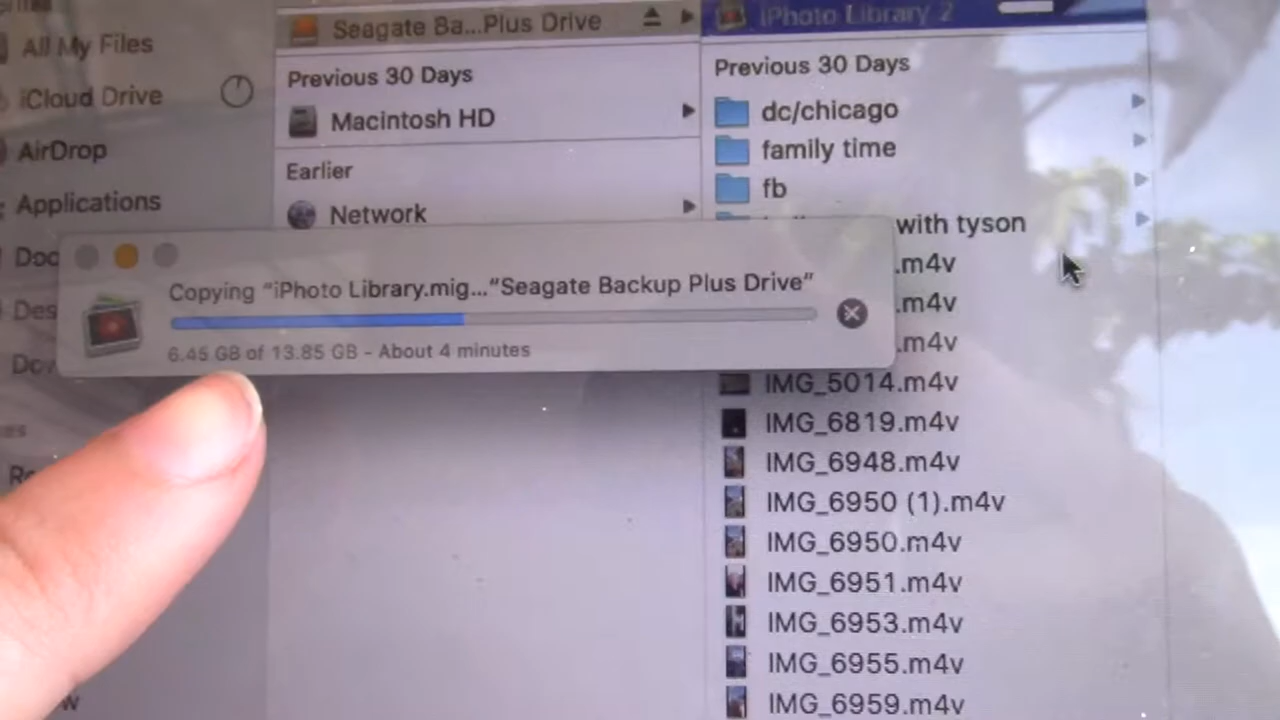 All My Files
iCloud Drive
AirDrop
Applications
Doc
Des
Dow
Seagate Ba...Plus Drive
Previous 30 Days
Macintosh HD
Earlier
Network
iPhoto Library 2
Previous 30 Days
dc/chicago
family time
fb
with tyson
.m4v
.m4v
.m4v
IMG_5014.m4v
IMG_6819.m4v
IMG_6948.m4v
IMG_6950 (1).m4v
IMG_6950.m4v
IMG_6951.m4v
IMG_6953.m4v
IMG_6955.m4v
IMG_6959.m4v
Copying “iPhoto Library.mig...“Seagate Backup Plus Drive”
6.45 GB of 13.85 GB - About 4 minutes